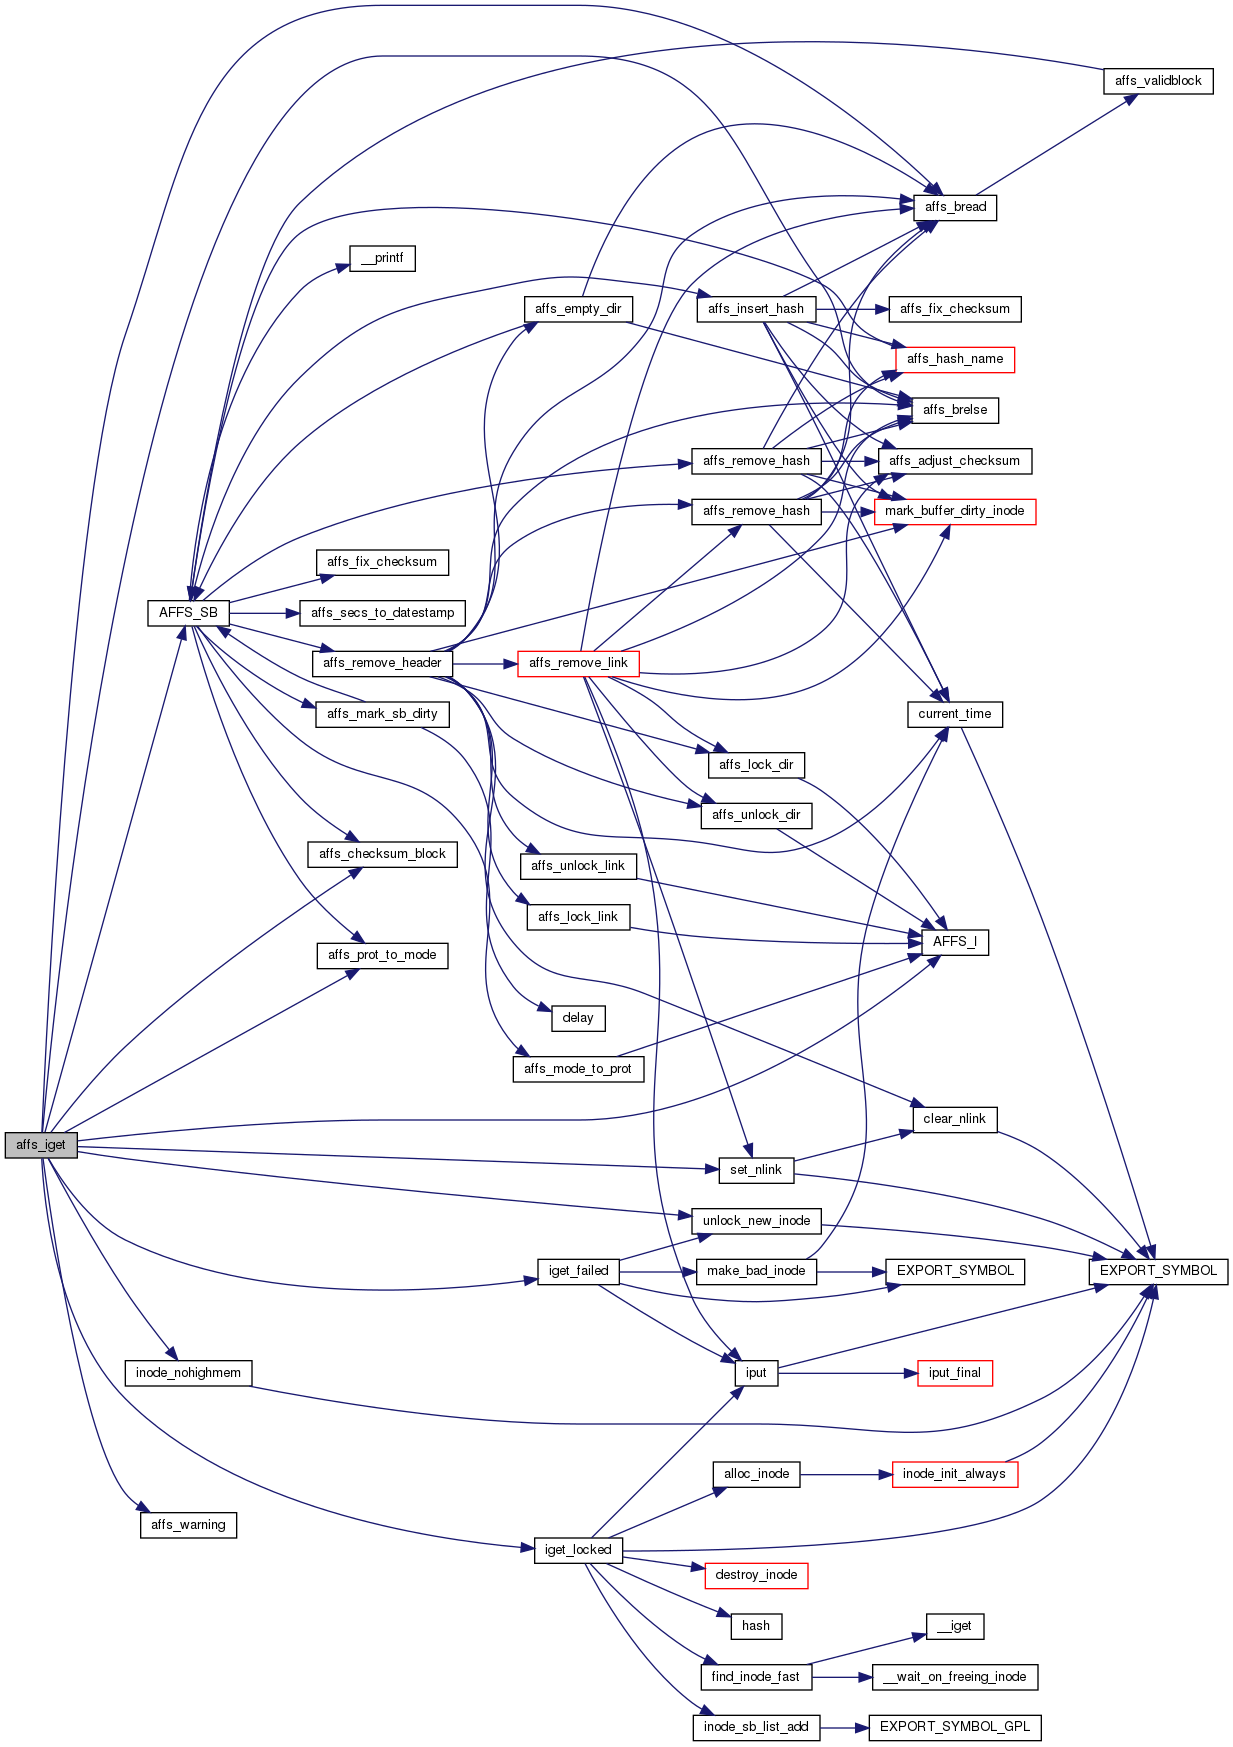 affs_validblock
affs_bread
__printf
affs_empty_dir
affs_insert_hash
affs_fix_checksum
affs_hash_name
affs_brelse
affs_remove_hash
affs_adjust_checksum
affs_remove_hash
mark_buffer_dirty_inode
affs_fix_checksum
AFFS_SB
affs_secs_to_datestamp
affs_remove_header
affs_remove_link
affs_mark_sb_dirty
current_time
affs_lock_dir
affs_unlock_dir
affs_checksum_block
affs_unlock_link
affs_lock_link
AFFS_I
affs_prot_to_mode
delay
affs_mode_to_prot
clear_nlink
affs_iget
set_nlink
unlock_new_inode
iget_failed
make_bad_inode
EXPORT_SYMBOL
EXPORT_SYMBOL
inode_nohighmem
iput
iput_final
alloc_inode
inode_init_always
affs_warning
iget_locked
destroy_inode
hash
__iget
find_inode_fast
__wait_on_freeing_inode
inode_sb_list_add
EXPORT_SYMBOL_GPL